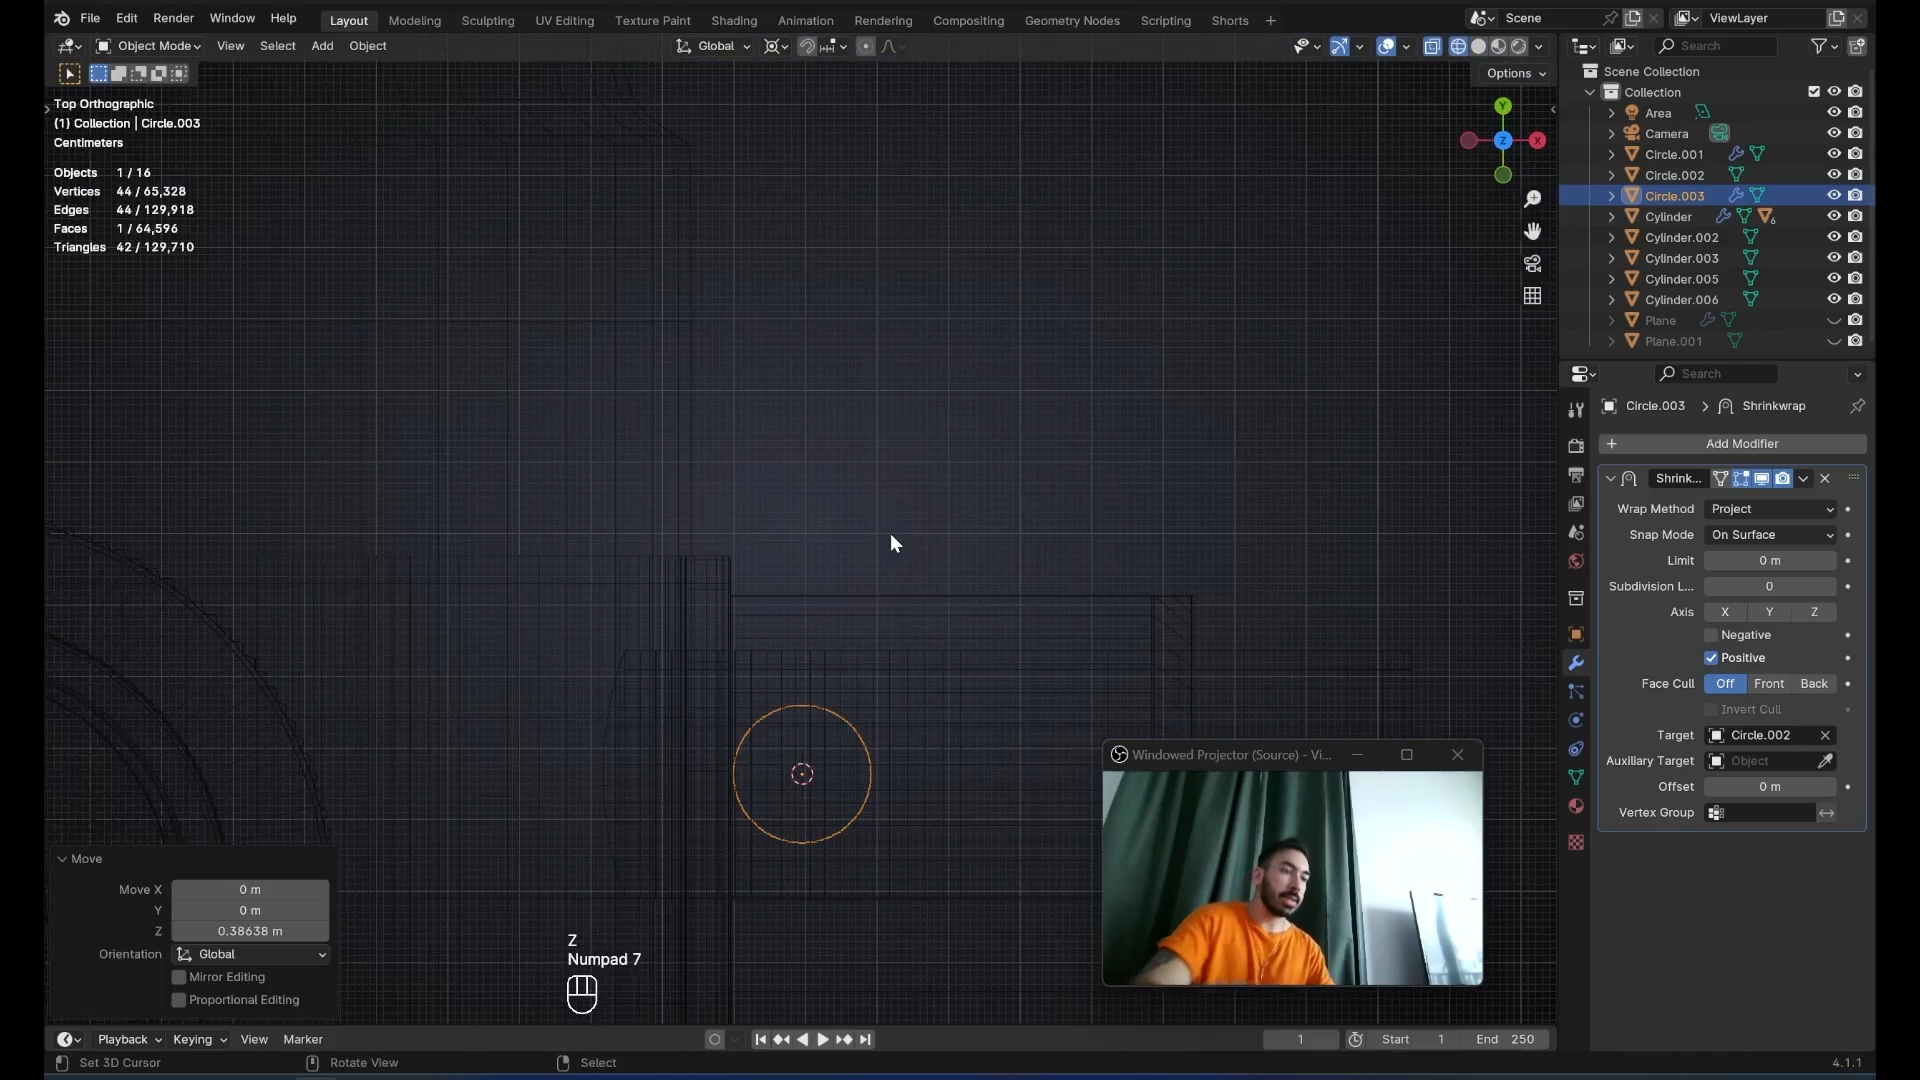 File Edit Render Window Help Layout Modeling Sculpting UV Editing Texture Paint Shading Animation Rendering Compositing Geometry Nodes Scripting Shorts + Scene ViewLayer
Object Mode View Select Add Object Global Search
Options
Top Orthographic
(1) Collection | Circle.003
Centimeters
Objects 1 / 16
Vertices 44 / 65,328
Edges 44 / 129,918
Faces 1 / 64,596
Triangles 42 / 129,710
Y
Z X
Scene Collection
Collection
Area
Camera
Circle.001
Circle.002
Circle.003
Cylinder 6
Cylinder.002
Cylinder.003
Cylinder.005
Cylinder.006
Plane
Plane.001
Search
Circle.003 > Shrinkwrap
+ Add Modifier
Shrink...
Wrap Method Project
Snap Mode On Surface
Limit 0 m
Subdivision L... 0
Axis X Y Z
Negative
Positive
Face Cull Off Front Back
Invert Cull
Target Circle.002
Auxiliary Target Object
Offset 0 m
Vertex Group
Windowed Projector (Source) - Vi...
Move
Move X 0 m
Y 0 m
Z 0.38638 m
Orientation Global
Mirror Editing
Proportional Editing
Z
Numpad 7
Playback Keying View Marker 1 Start 1 End 250
Set 3D Cursor Rotate View Select 4.1.1